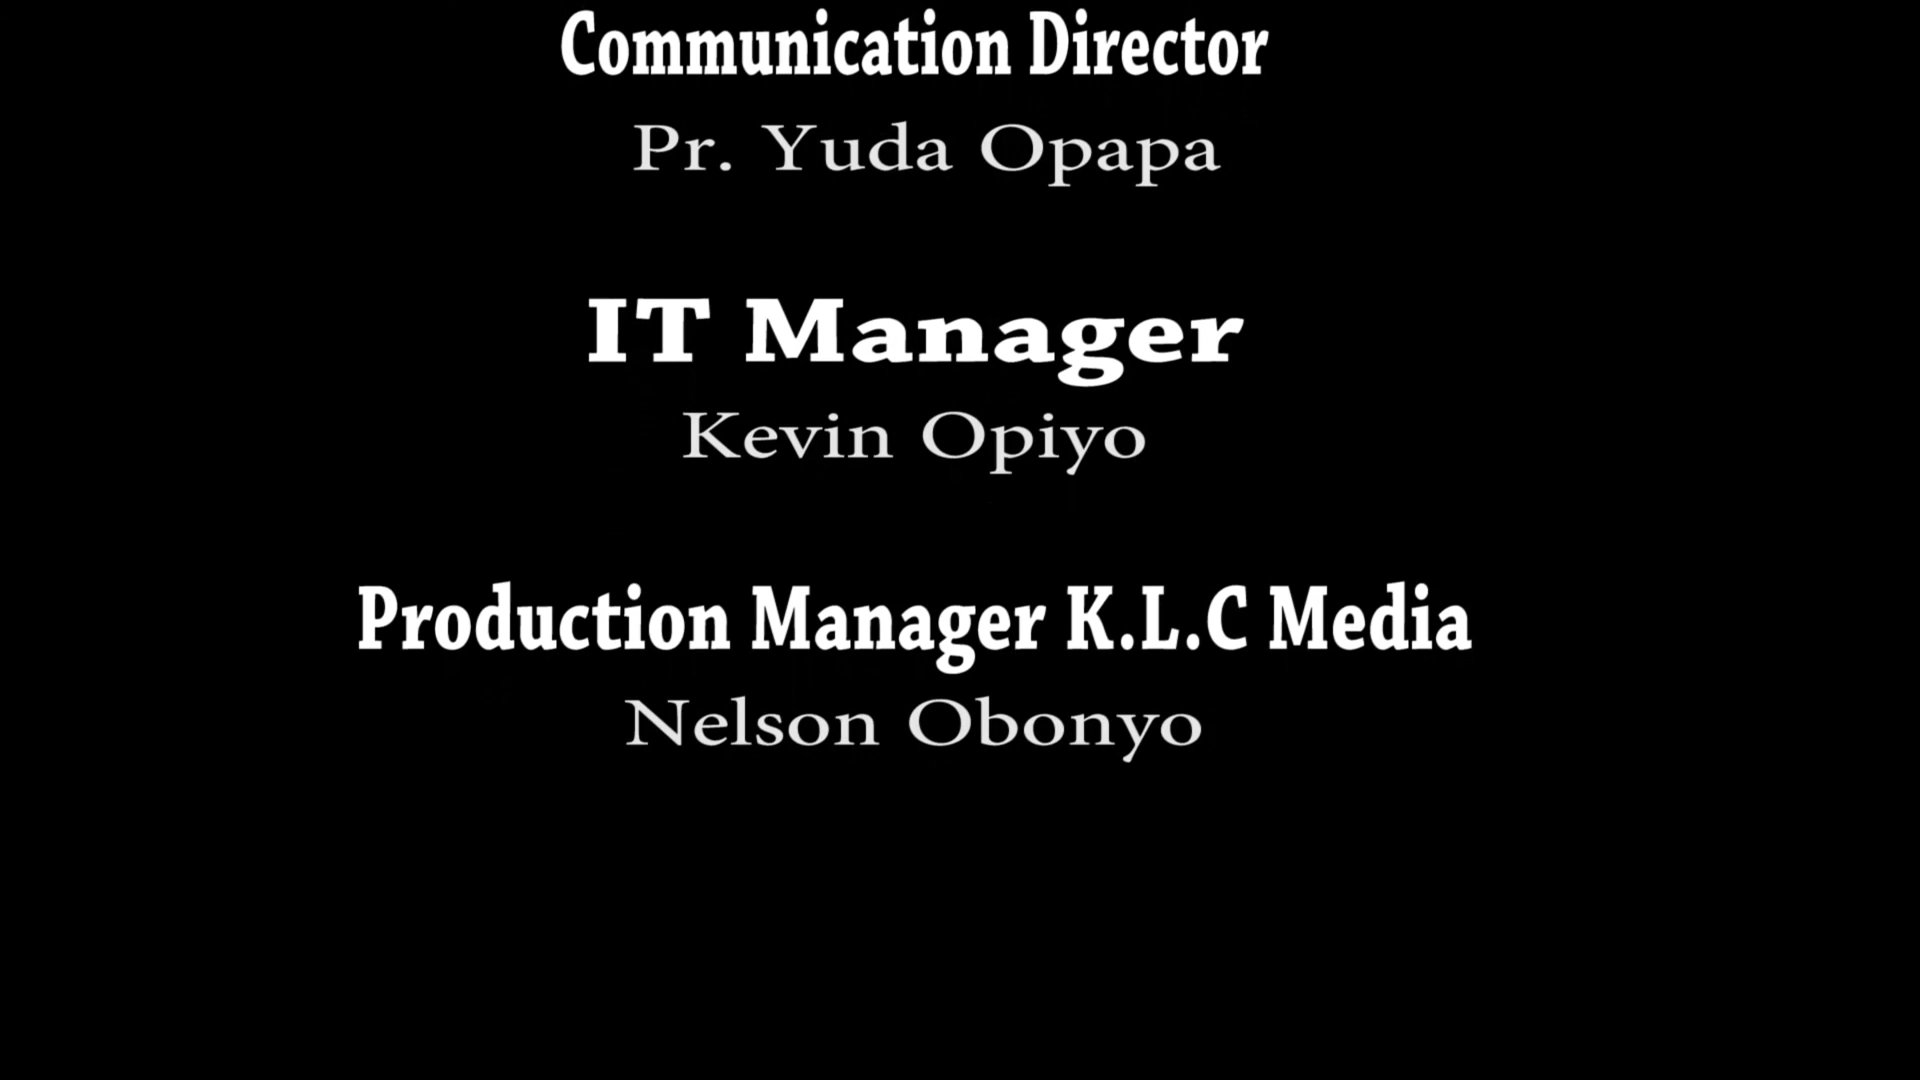 Communication Director
Pr. Yuda Opapa
IT Manager
Kevin Opiyo
Production Manager K.L.C Media
Nelson Obonyo